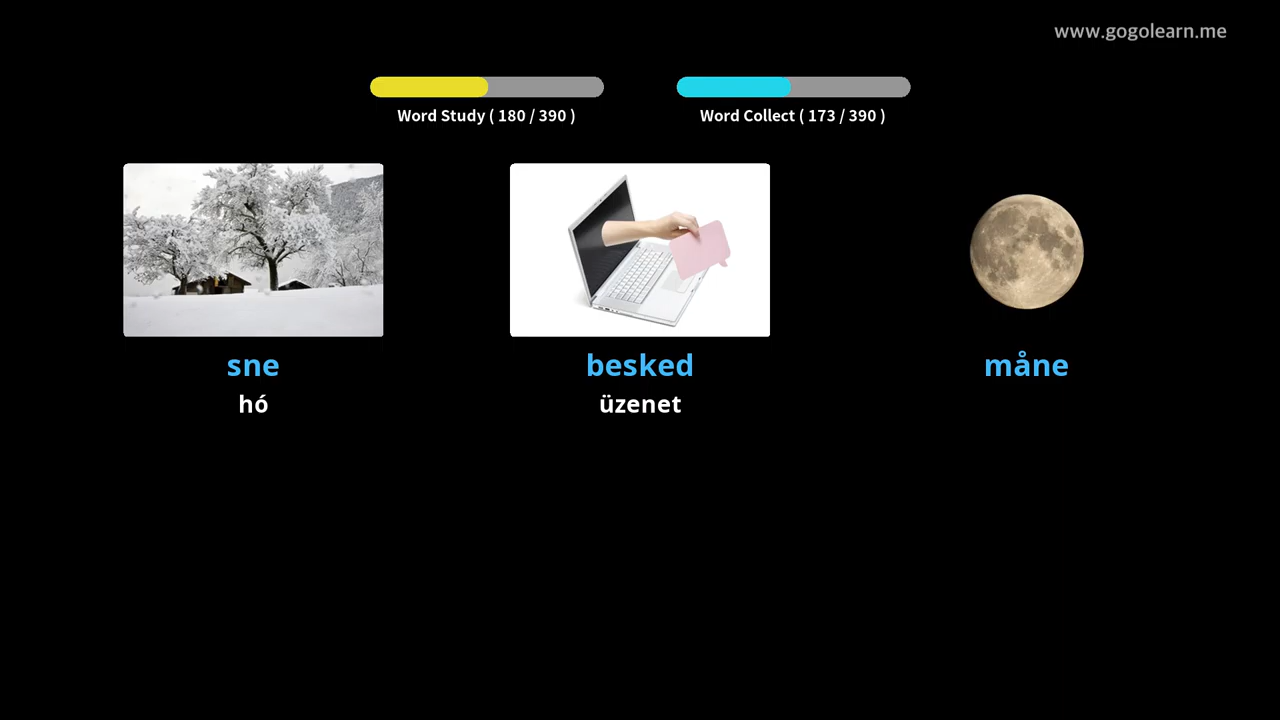 www.gogolearn.me
Word Study ( 180 / 390 )
Word Collect ( 173 / 390 )
sne
besked
måne
hó
üzenet